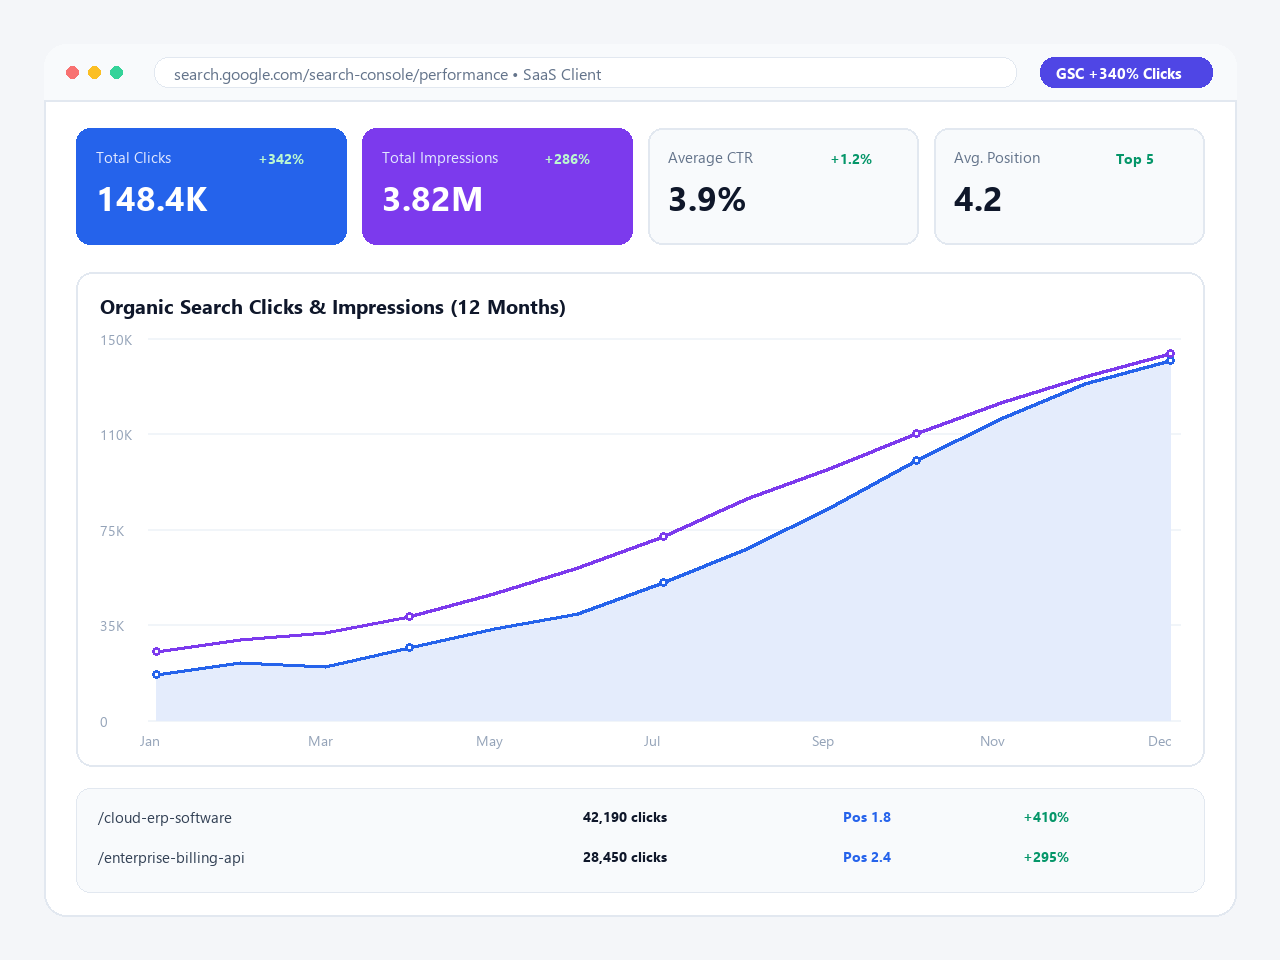 search.google.com/search-console/performance • SaaS Client
GSC +340% Clicks
Total Clicks +342%
148.4K
Total Impressions +286%
3.82M
Average CTR +1.2%
3.9%
Avg. Position Top 5
4.2
Organic Search Clicks & Impressions (12 Months)
150K
110K
75K
35K
0
Jan Mar May Jul Sep Nov Dec
/cloud-erp-software 42,190 clicks Pos 1.8 +410%
/enterprise-billing-api 28,450 clicks Pos 2.4 +295%